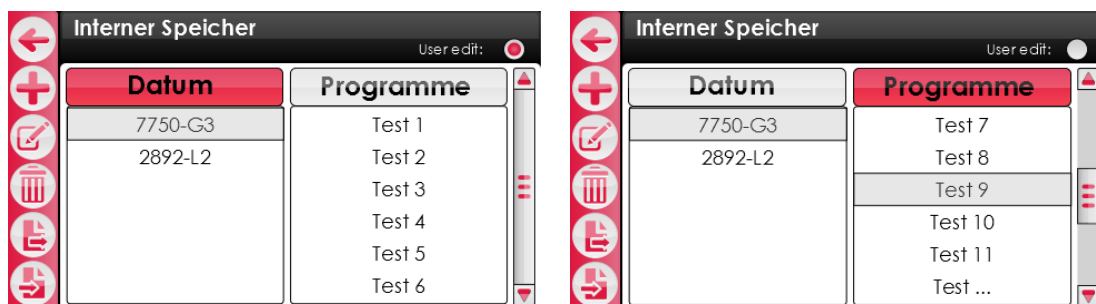 Interner Speicher
User edit:
Datum
Programme
7750-G3
2892-L2
Test 1
Test 2
Test 3
Test 4
Test 5
Test 6
Interner Speicher
User edit:
Datum
Programme
7750-G3
2892-L2
Test 7
Test 8
Test 9
Test 10
Test 11
Test ...